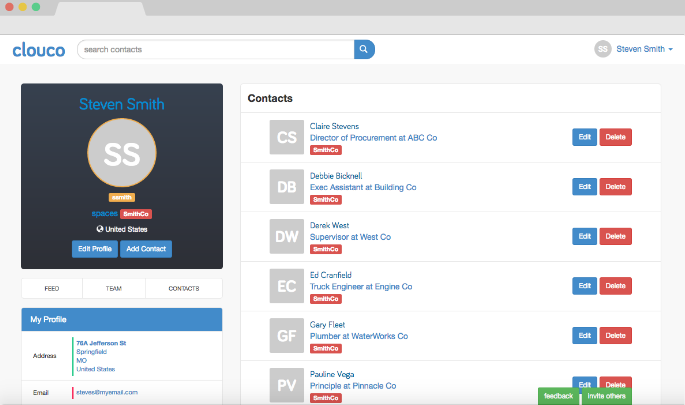 clouco
search contacts
SS
Steven Smith
Steven Smith
SS
ssmith
spaces SmithCo
United States
Edit Profile
Add Contact
FEED
TEAM
CONTACTS
My Profile
Address
78A Jefferson St
Springfield
MO
United States
Email
steves@mysmail.com
Contacts
CS
Claire Stevens
Director of Procurement at ABC Co
SmithCo
Edit
Delete
DB
Debbie Bicknell
Exec Assistant at Building Co
SmithCo
Edit
Delete
DW
Derek West
Supervisor at West Co
SmithCo
Edit
Delete
EC
Ed Cranfield
Truck Engineer at Engine Co
SmithCo
Edit
Delete
GF
Gary Fleet
Plumber at WaterWorks Co
SmithCo
Edit
Delete
PV
Pauline Vega
Principle at Pinnacle Co
SmithCo
Edit
Delete
feedback
invite others